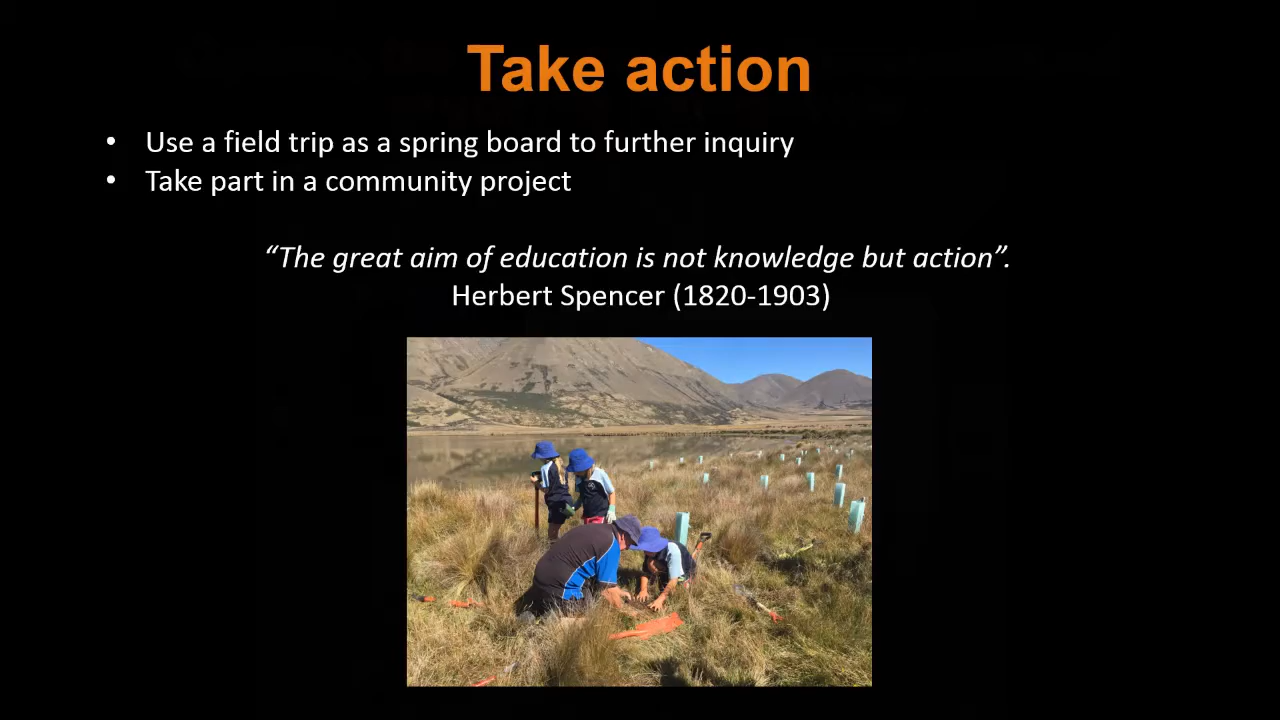 Take action
• Use a field trip as a spring board to further inquiry
• Take part in a community project
“The great aim of education is not knowledge but action”.
Herbert Spencer (1820-1903)